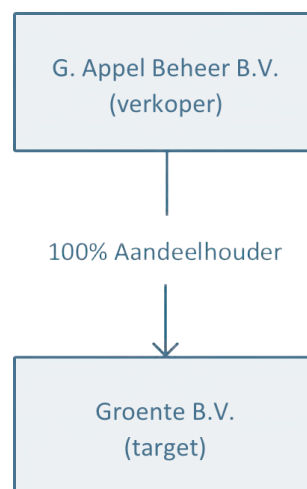 G. Appel Beheer B.V.
(verkoper)
100% Aandeelhouder
Groente B.V.
(target)